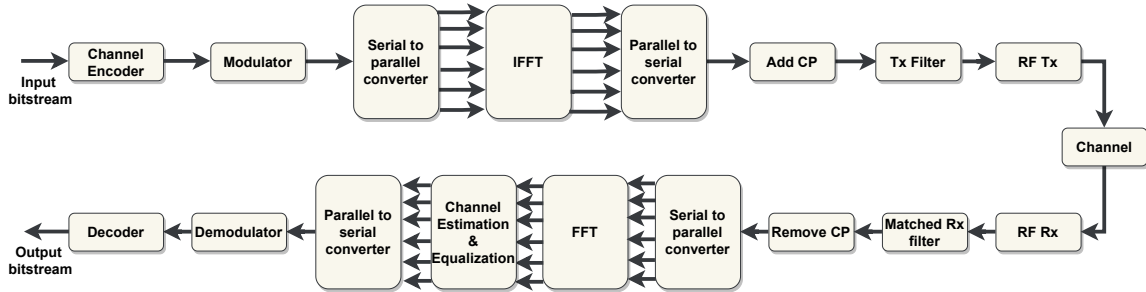 Input
bitstream
Channel
Encoder
Modulator
Serial to
parallel
converter
IFFT
Parallel to
serial
converter
Add CP
Tx Filter
RF Tx
Channel
RF Rx
Matched Rx
filter
Remove CP
Serial to
parallel
converter
FFT
Channel
Estimation
&
Equalization
Parallel to
serial
converter
Demodulator
Decoder
Output
bitstream